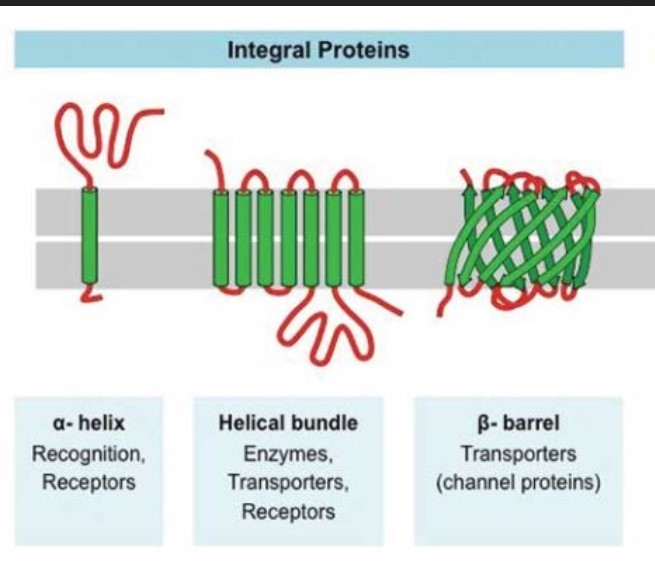 Integral Proteins
α- helix
Recognition,
Receptors
Helical bundle
Enzymes,
Transporters,
Receptors
β- barrel
Transporters
(channel proteins)